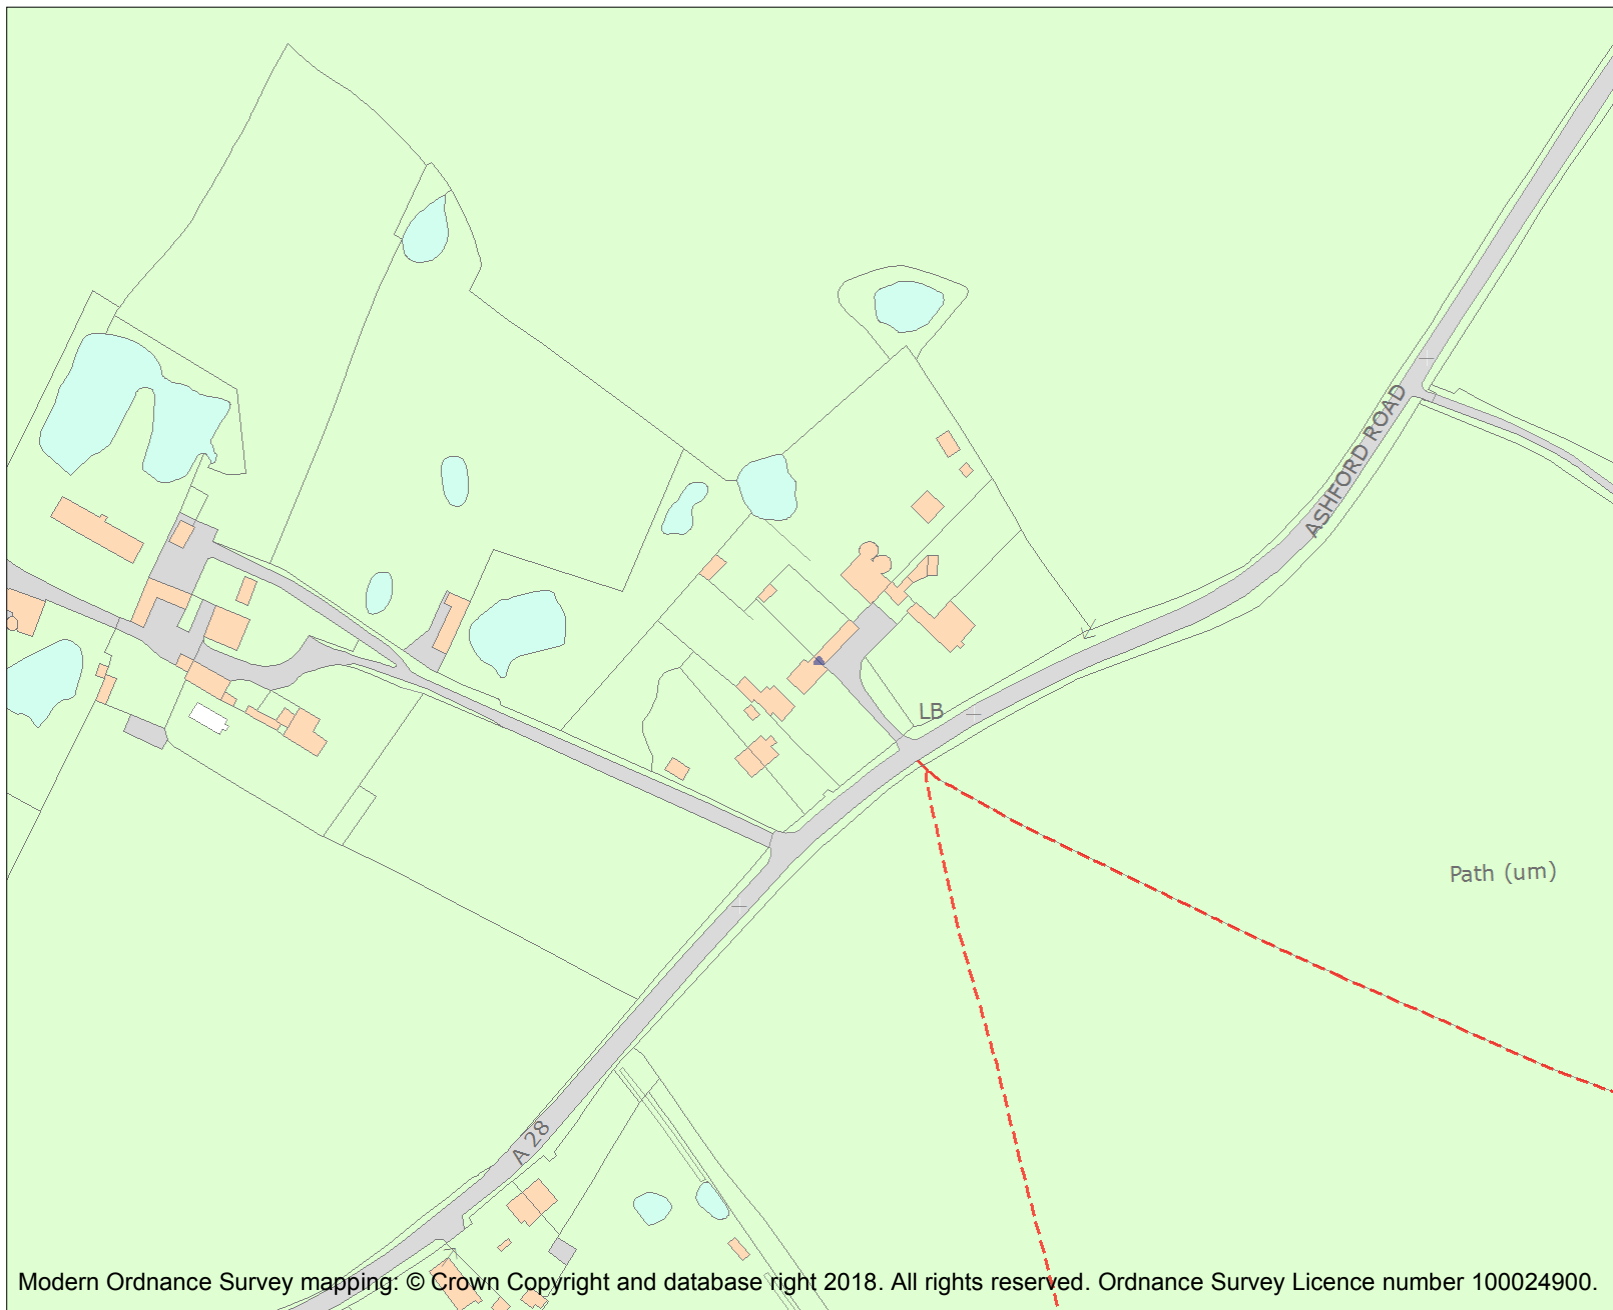 ASHFORD ROAD
LB
Path (um)
A 28
Modern Ordnance Survey mapping: © Crown Copyright and database right 2018. All rights reserved. Ordnance Survey Licence number 100024900.